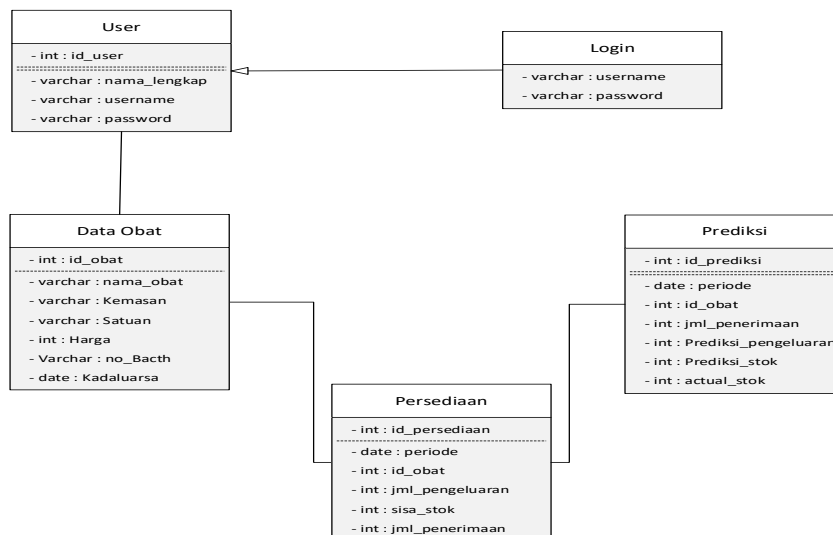 User
- int : id_user
- varchar : nama_lengkap
- varchar : username
- varchar : password
Login
- varchar : username
- varchar : password
Data Obat
- int : id_obat
- varchar : nama_obat
- varchar : Kemasan
- varchar : Satuan
- int : Harga
- Varchar : no_Bacth
- date : Kadaluarsa
Persediaan
- int : id_persediaan
- date : periode
- int : id_obat
- int : jml_pengeluaran
- int : sisa_stok
- int : jml_penerimaan
Prediksi
- int : id_prediksi
- date : periode
- int : id_obat
- int : jml_penerimaan
- int : Prediksi_pengeluaran
- int : Prediksi_stok
- int : actual_stok